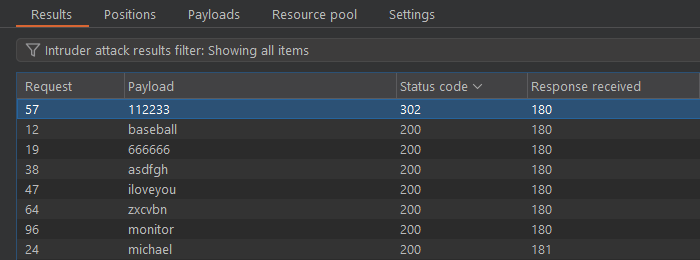 Results Positions Payloads Resource pool Settings
Intruder attack results filter: Showing all items
Request Payload Status code Response received
57 112233 302 180
12 baseball 200 180
19 666666 200 180
38 asdfgh 200 180
47 iloveyou 200 180
64 zxcvbn 200 180
96 monitor 200 180
24 michael 200 181